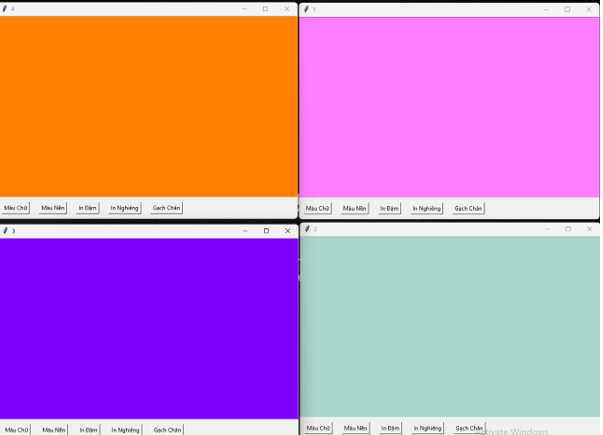 4
1
Màu Chữ Màu Nền In Đậm In Nghiêng Gạch Chân
Màu Chữ Màu Nền In Đậm In Nghiêng Gạch Chân
3
2
Màu Chữ Màu Nền In Đậm In Nghiêng Gạch Chân
Màu Chữ Màu Nền In Đậm In Nghiêng Gạch Chân
Activate Windows